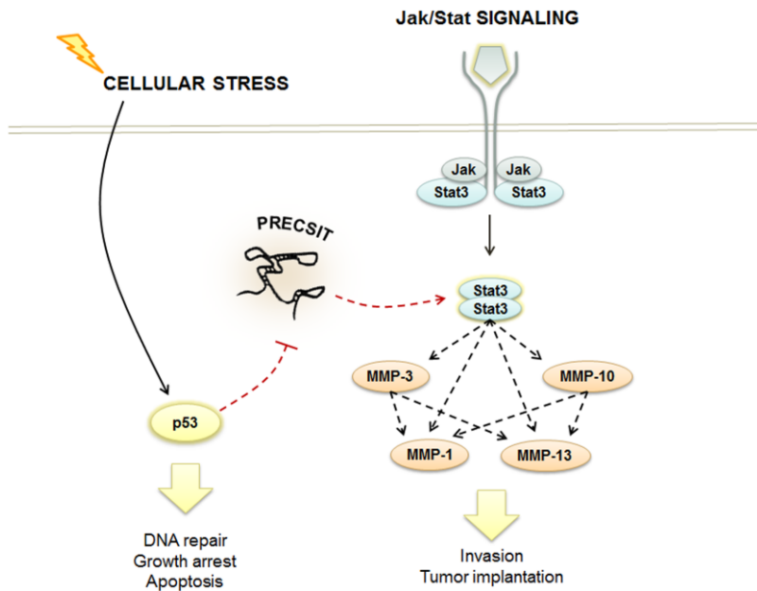 Jak/Stat SIGNALING
CELLULAR STRESS
Jak
Jak
Stat3
Stat3
PRECSIT
Stat3
Stat3
MMP-3
MMP-10
p53
MMP-1
MMP-13
DNA repair
Growth arrest
Apoptosis
Invasion
Tumor implantation